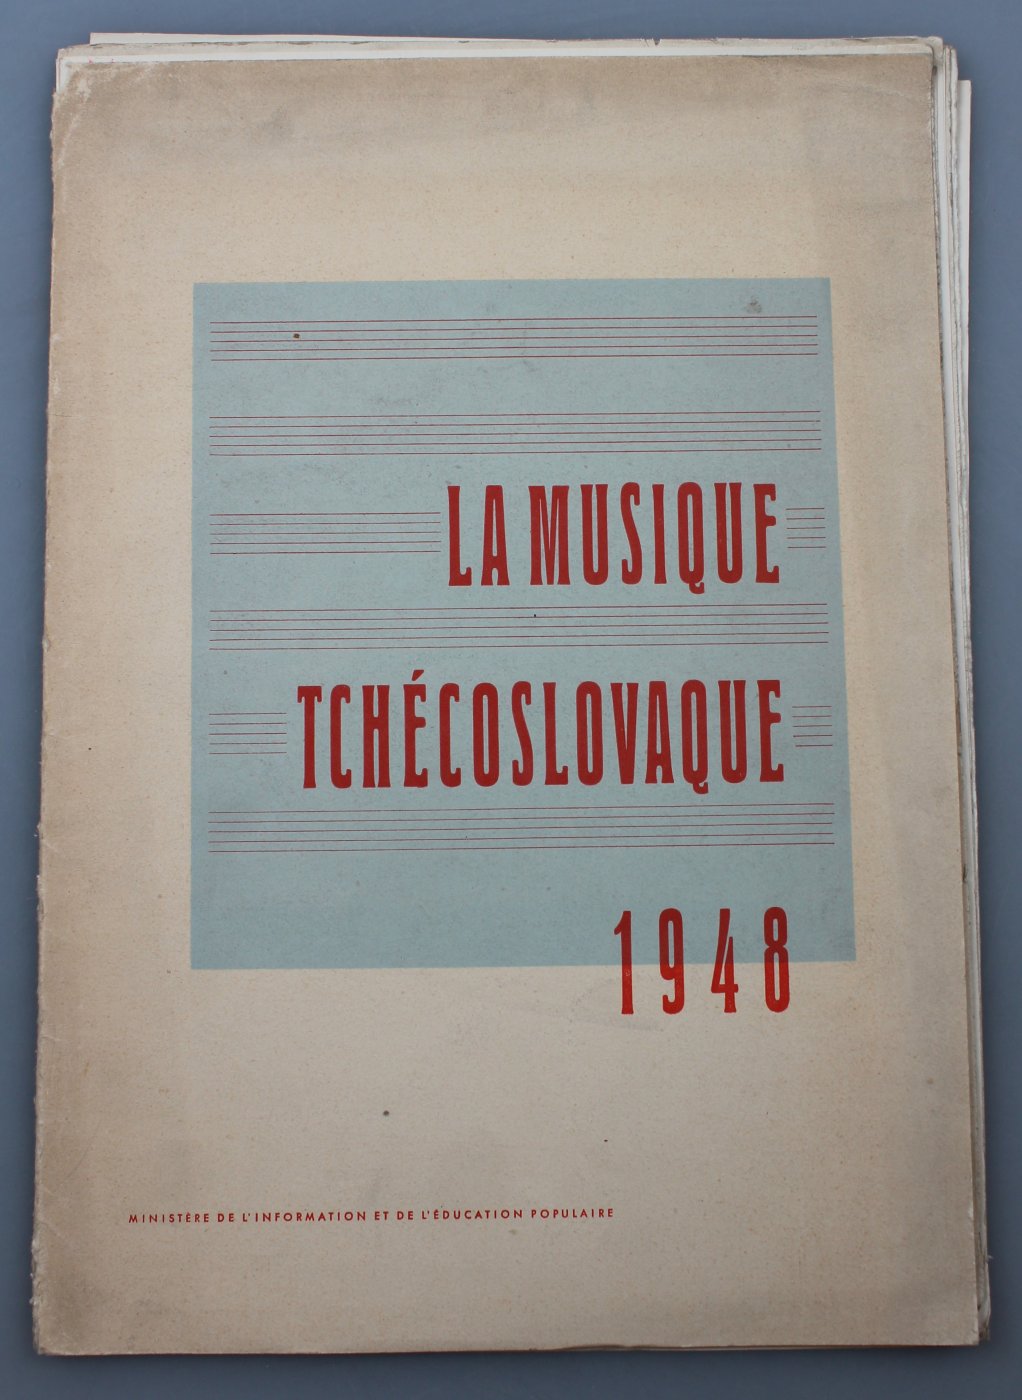 LA MUSIQUE
TCHÉCOSLOVAQUE
1948
MINISTÈRE DE L'INFORMATION ET DE L'ÉDUCATION POPULAIRE